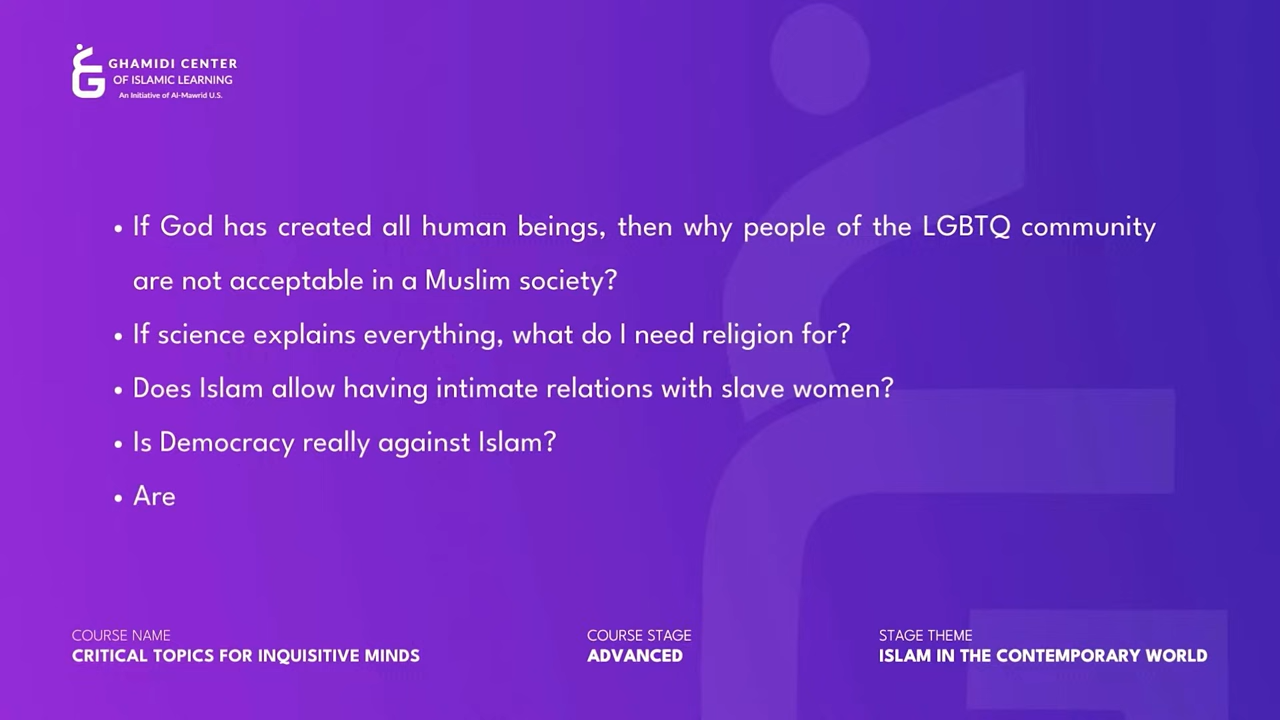 GHAMIDI CENTER
OF ISLAMIC LEARNING
An Initiative of Al-Mawrid U.S.
• If God has created all human beings, then why people of the LGBTQ community
are not acceptable in a Muslim society?
• If science explains everything, what do I need religion for?
• Does Islam allow having intimate relations with slave women?
• Is Democracy really against Islam?
• Are
COURSE NAME
CRITICAL TOPICS FOR INQUISITIVE MINDS
COURSE STAGE
ADVANCED
STAGE THEME
ISLAM IN THE CONTEMPORARY WORLD